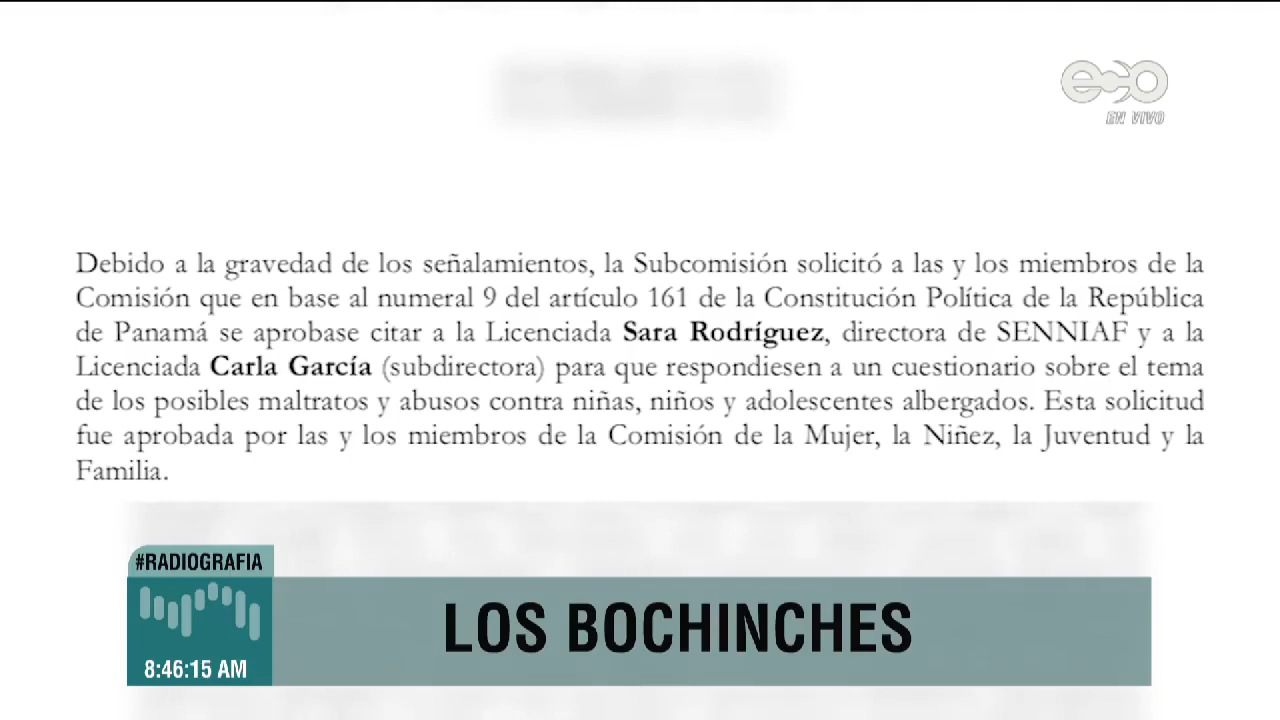 eco
EN VIVO
Debido a la gravedad de los señalamientos, la Subcomisión solicitó a las y los miembros de la
Comisión que en base al numeral 9 del artículo 161 de la Constitución Política de la República
de Panamá se aprobase citar a la Licenciada Sara Rodríguez, directora de SENNIAF y a la
Licenciada Carla García (subdirectora) para que respondiesen a un cuestionario sobre el tema
de los posibles maltratos y abusos contra niñas, niños y adolescentes albergados. Esta solicitud
fue aprobada por las y los miembros de la Comisión de la Mujer, la Niñez, la Juventud y la
Familia.
#RADIOGRAFIA
LOS BOCHINCHES
8:46:15 AM